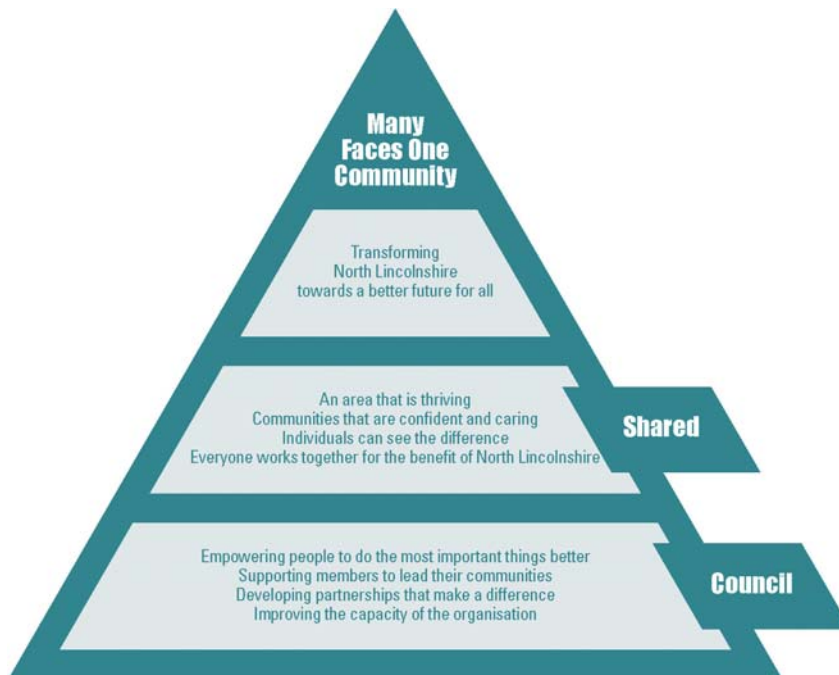 Many
Faces One
Community
Transforming
North Lincolnshire
towards a better future for all
An area that is thriving
Communities that are confident and caring
Individuals can see the difference
Everyone works together for the benefit of North Lincolnshire
Shared
Empowering people to do the most important things better
Supporting members to lead their communities
Developing partnerships that make a difference
Improving the capacity of the organisation
Council